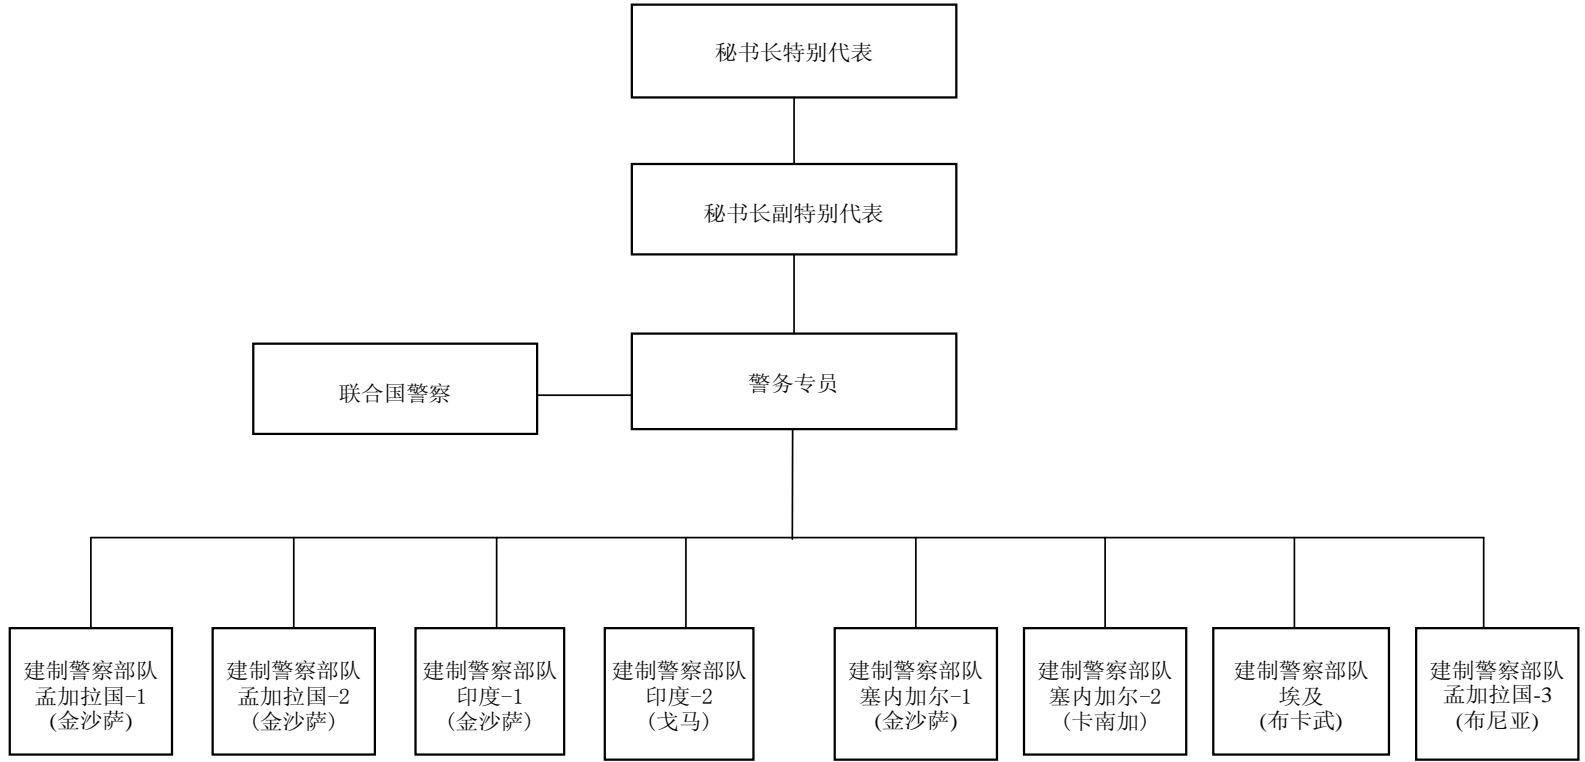 秘书长特别代表
秘书长副特别代表
联合国警察
警务专员
建制警察部队
孟加拉国-1
(金沙萨)
建制警察部队
孟加拉国-2
(金沙萨)
建制警察部队
印度-1
(金沙萨)
建制警察部队
印度-2
(戈马)
建制警察部队
塞内加尔-1
(金沙萨)
建制警察部队
塞内加尔-2
(卡南加)
建制警察部队
埃及
(布卡武)
建制警察部队
孟加拉国-3
(布尼亚)